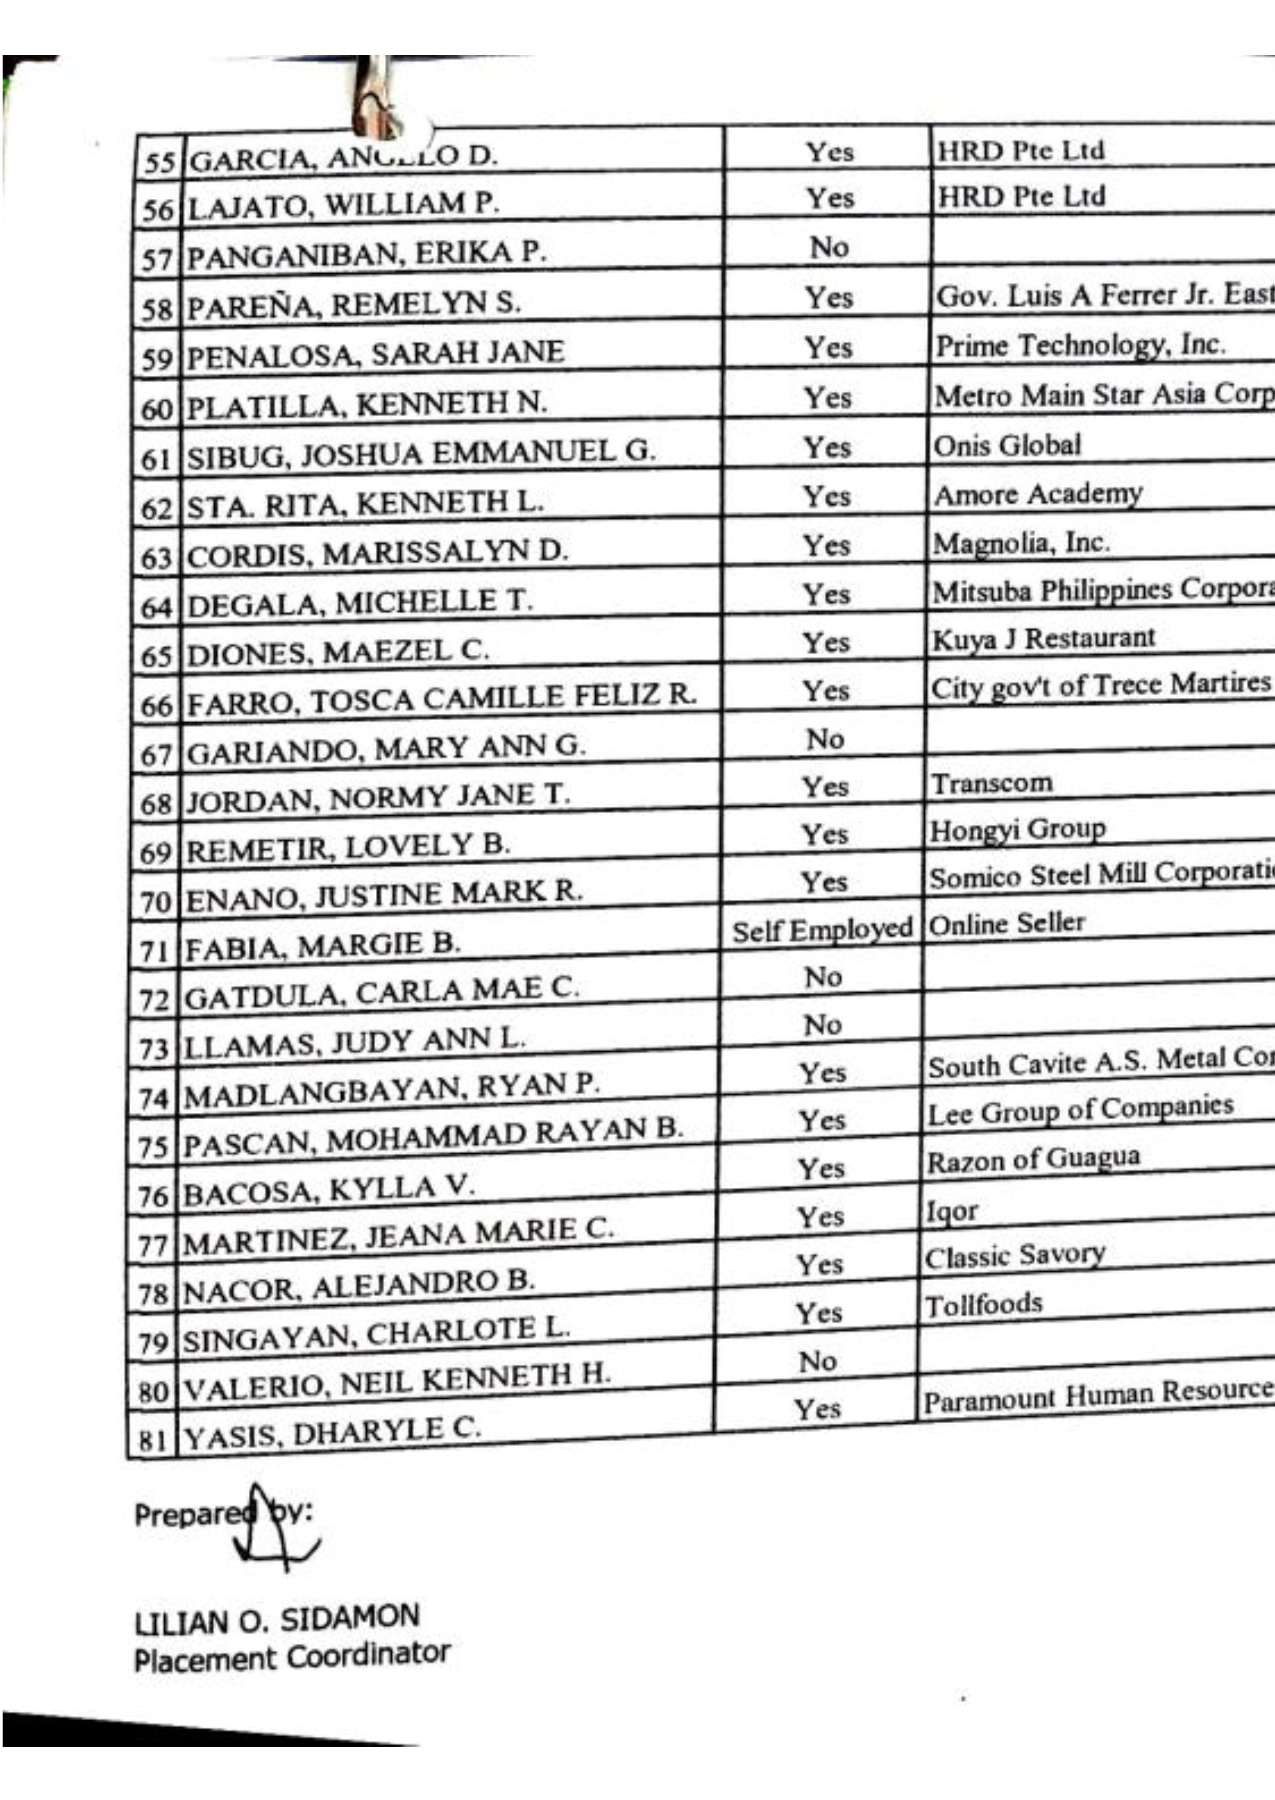 55 GARCIA, ANGELO D. Yes HRD Pte Ltd
56 LAJATO, WILLIAM P. Yes HRD Pte Ltd
57 PANGANIBAN, ERIKA P. No
58 PAREÑA, REMELYN S. Yes Gov. Luis A Ferrer Jr. East
59 PENALOSA, SARAH JANE Yes Prime Technology, Inc.
60 PLATILLA, KENNETH N. Yes Metro Main Star Asia Corp
61 SIBUG, JOSHUA EMMANUEL G. Yes Onis Global
62 STA. RITA, KENNETH L. Yes Amore Academy
63 CORDIS, MARISSALYN D. Yes Magnolia, Inc.
64 DEGALA, MICHELLE T. Yes Mitsuba Philippines Corpora
65 DIONES, MAEZEL C. Yes Kuya J Restaurant
66 FARRO, TOSCA CAMILLE FELIZ R. Yes City gov't of Trece Martires
67 GARIANDO, MARY ANN G. No
68 JORDAN, NORMY JANE T. Yes Transcom
69 REMETIR, LOVELY B. Yes Hongyi Group
70 ENANO, JUSTINE MARK R. Yes Somico Steel Mill Corporati
71 FABIA, MARGIE B. Self Employed Online Seller
72 GATDULA, CARLA MAE C. No
73 LLAMAS, JUDY ANN L. No
74 MADLANGBAYAN, RYAN P. Yes South Cavite A.S. Metal Cor
75 PASCAN, MOHAMMAD RAYAN B. Yes Lee Group of Companies
76 BACOSA, KYLLA V. Yes Razon of Guagua
77 MARTINEZ, JEANA MARIE C. Yes Iqor
78 NACOR, ALEJANDRO B. Yes Classic Savory
79 SINGAYAN, CHARLOTE L. Yes Tollfoods
80 VALERIO, NEIL KENNETH H. No
81 YASIS, DHARYLE C. Yes Paramount Human Resource
Prepared by:
LILIAN O. SIDAMON
Placement Coordinator